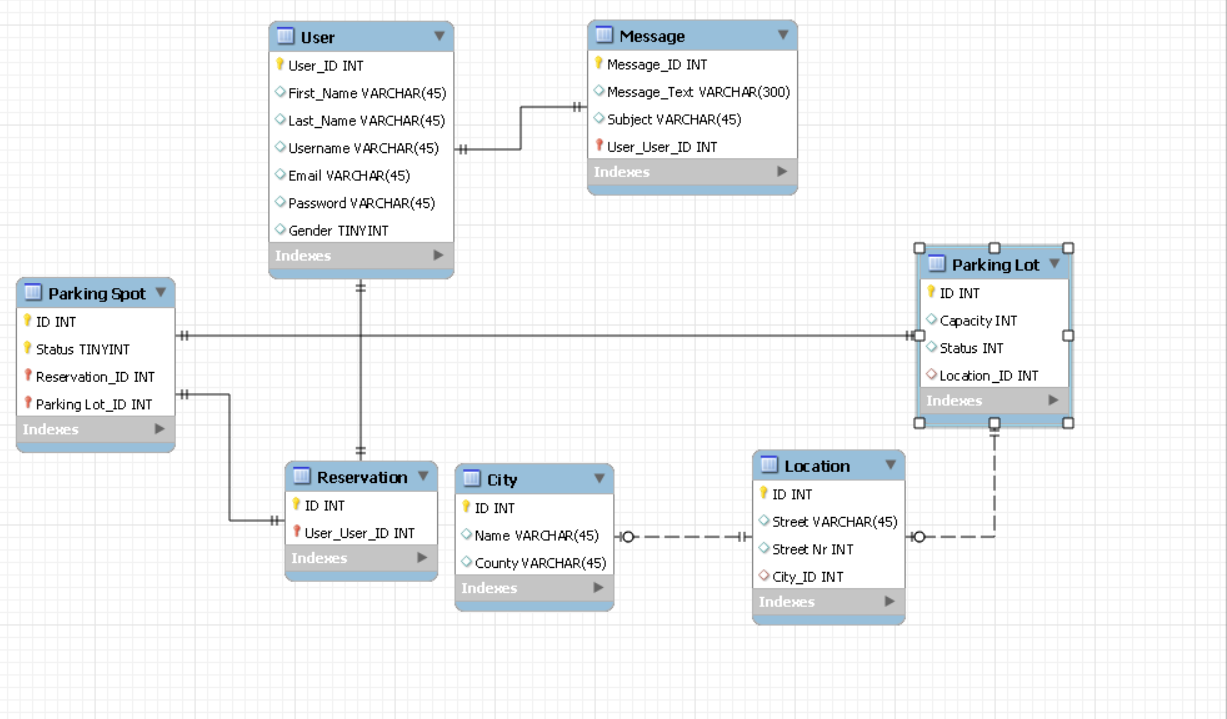 User
User_ID INT
First_Name VARCHAR(45)
Last_Name VARCHAR(45)
Username VARCHAR(45)
Email VARCHAR(45)
Password VARCHAR(45)
Gender TINYINT
Indexes
Message
Message_ID INT
Message_Text VARCHAR(300)
Subject VARCHAR(45)
User_User_ID INT
Indexes
Parking Spot
ID INT
Status TINYINT
Reservation_ID INT
Parking Lot_ID INT
Indexes
Parking Lot
ID INT
Capacity INT
Status INT
Location_ID INT
Indexes
Reservation
ID INT
User_User_ID INT
Indexes
City
ID INT
Name VARCHAR(45)
County VARCHAR(45)
Indexes
Location
ID INT
Street VARCHAR(45)
Street Nr INT
City_ID INT
Indexes